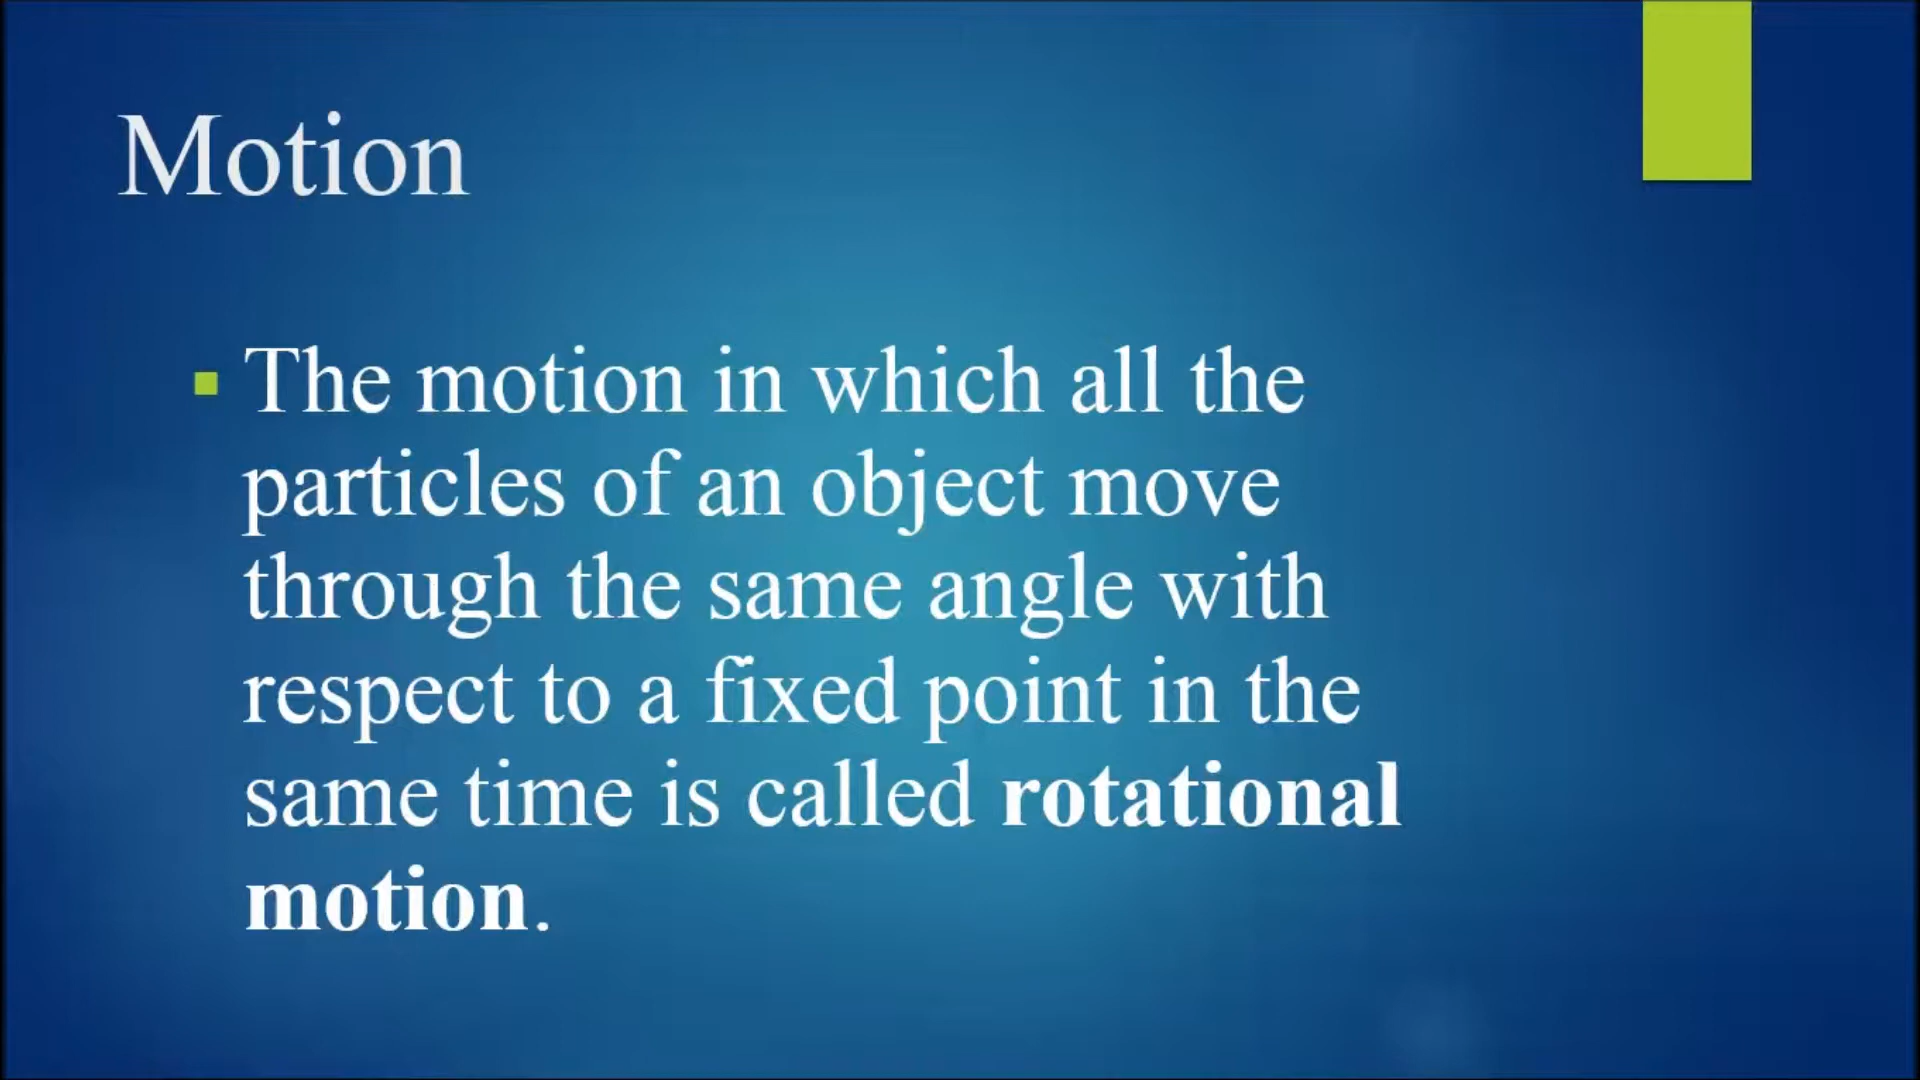 Motion
The motion in which all the
particles of an object move
through the same angle with
respect to a fixed point in the
same time is called rotational
motion.